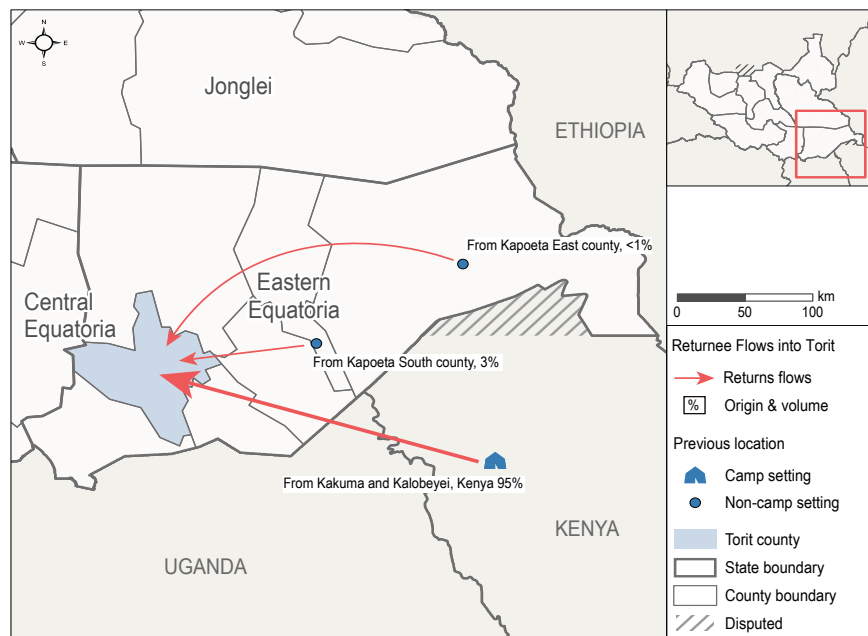 N
W E
S
Jonglei
ETHIOPIA
From Kapoeta East county, <1%
Eastern
Equatoria
Central
Equatoria
From Kapoeta South county, 3%
From Kakuma and Kalobeyei, Kenya 95%
KENYA
UGANDA
km
0 50 100
Returnee Flows into Torit
Returns flows
% Origin & volume
Previous location
Camp setting
Non-camp setting
Torit county
State boundary
County boundary
Disputed